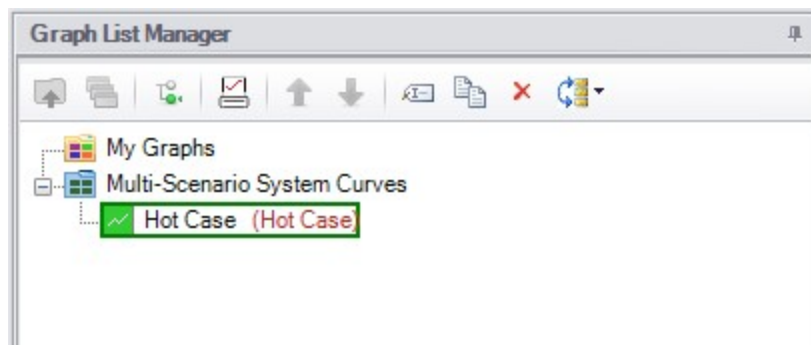 Graph List Manager
My Graphs
Multi-Scenario System Curves
Hot Case (Hot Case)